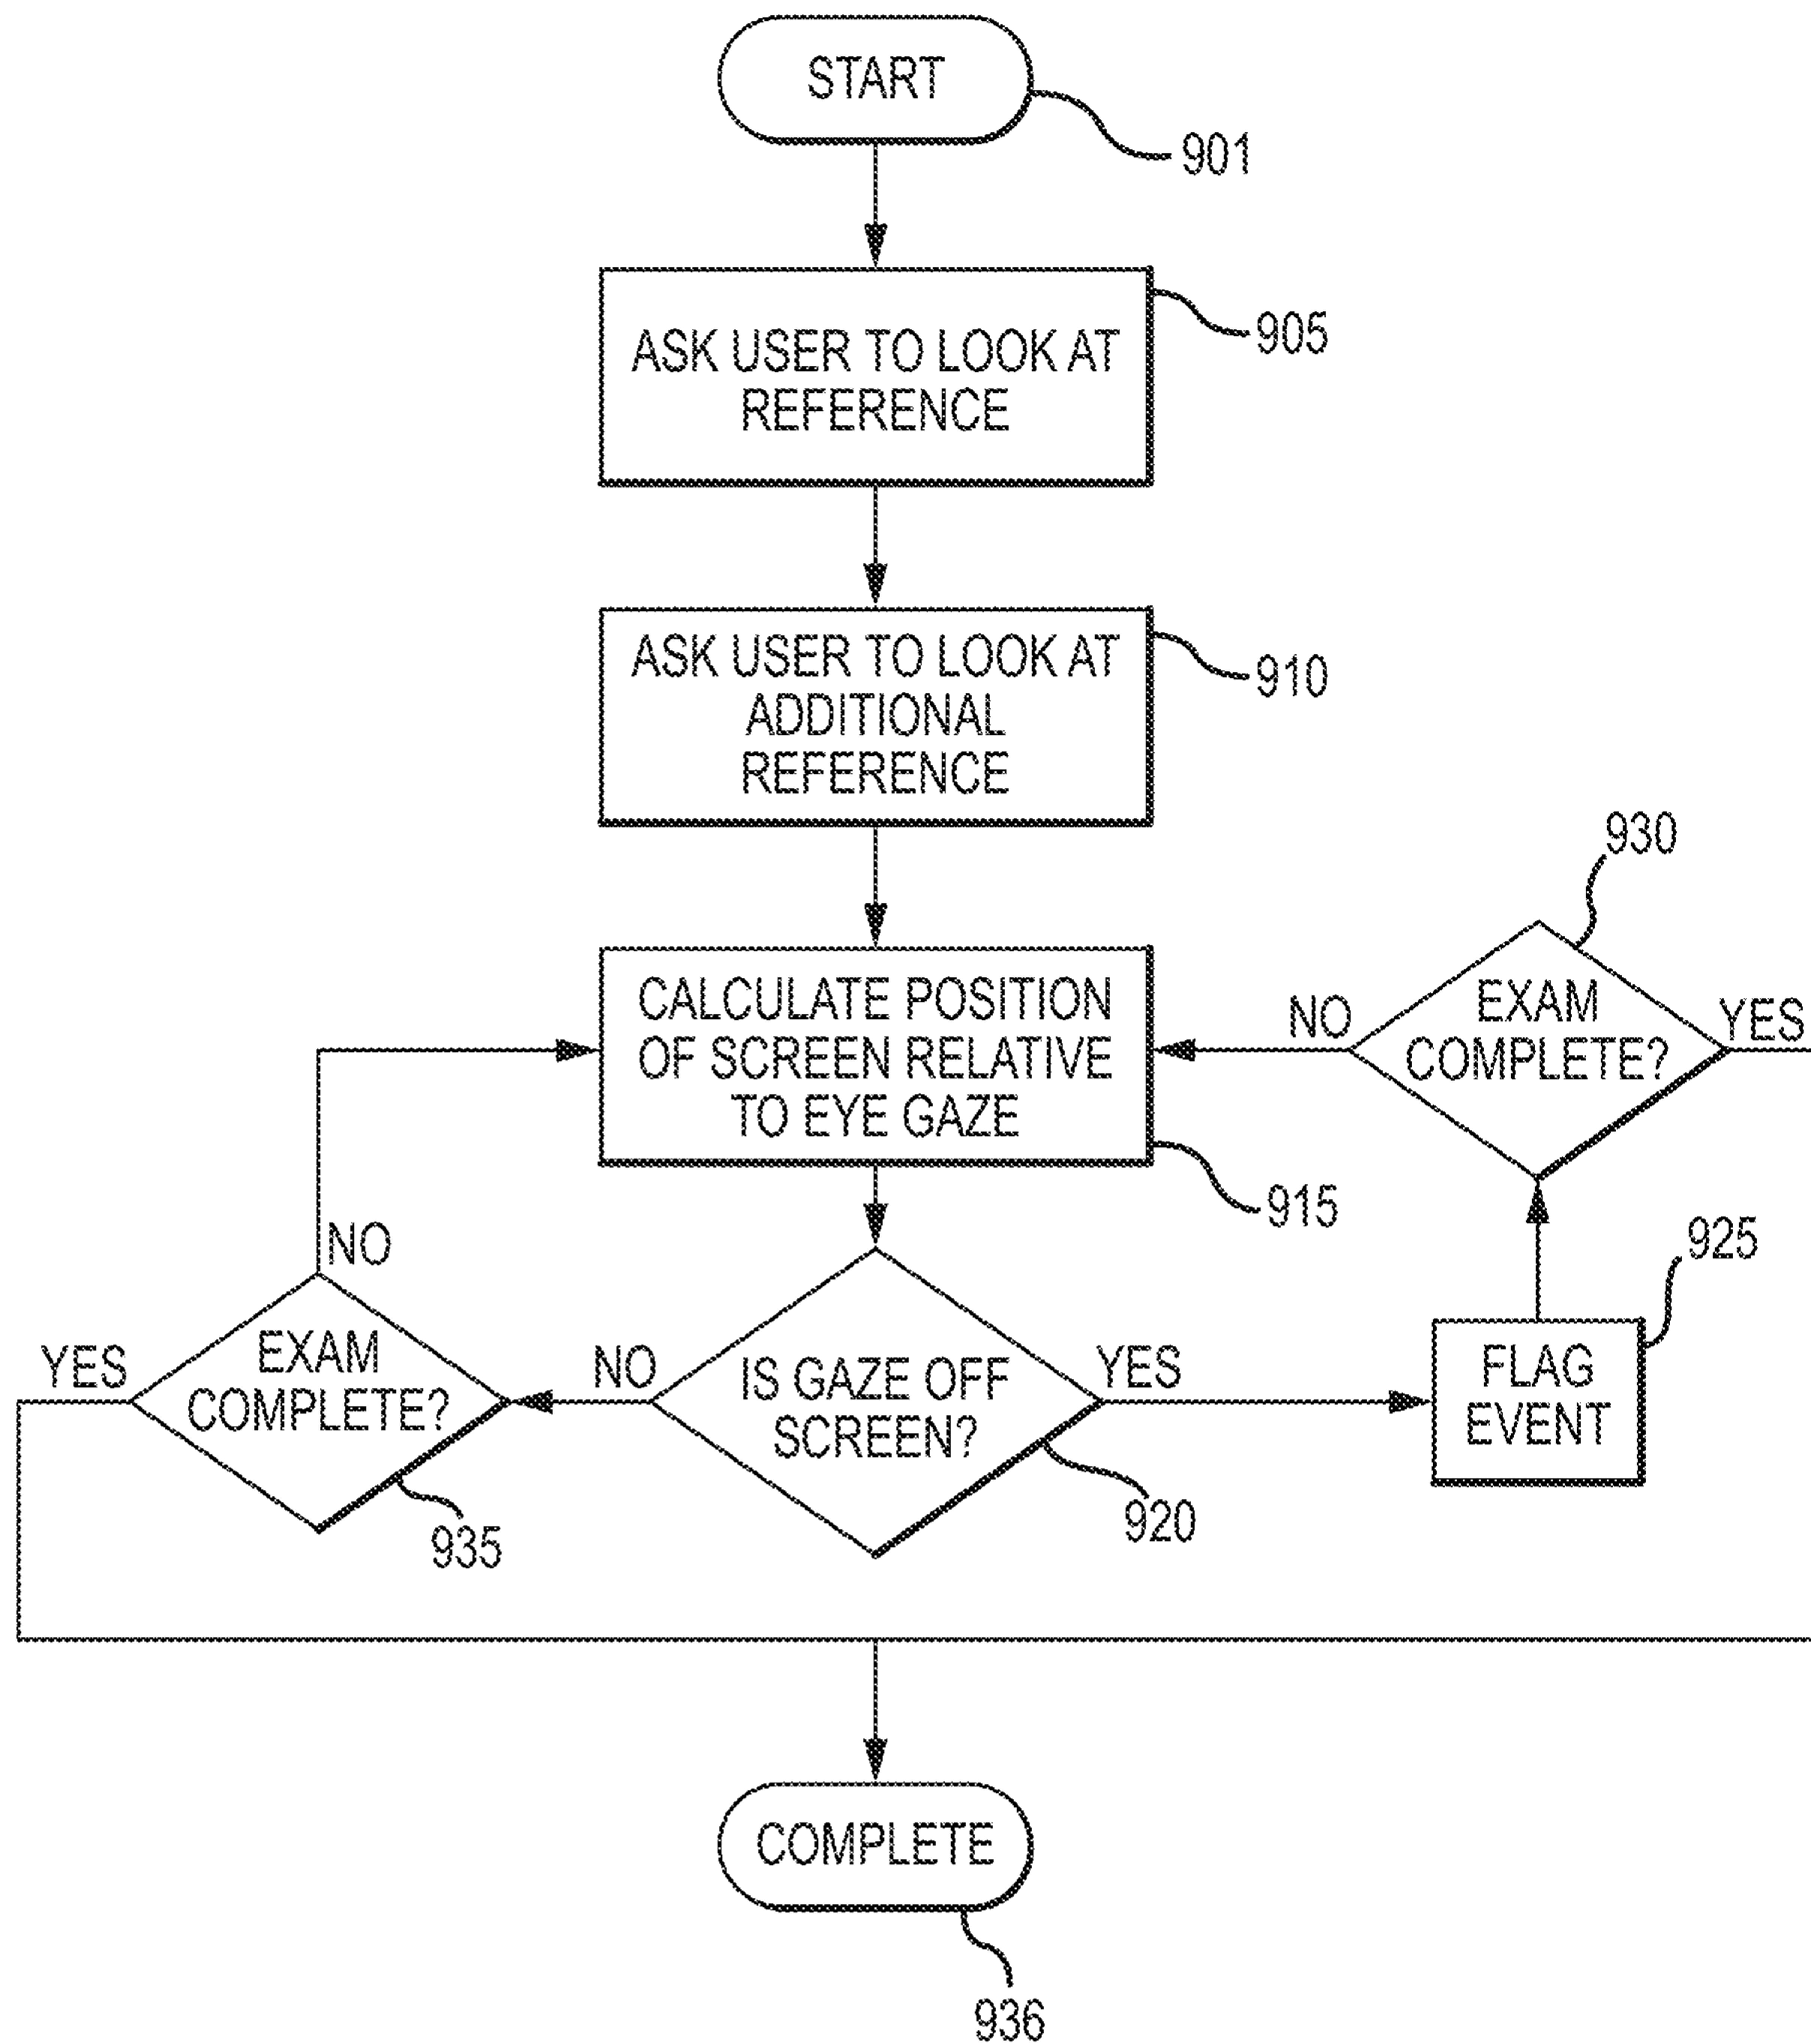 START
901
ASK USER TO LOOK AT
REFERENCE
905
ASK USER TO LOOK AT
ADDITIONAL
REFERENCE
910
930
CALCULATE POSITION
OF SCREEN RELATIVE
TO EYE GAZE
915
NO
EXAM
COMPLETE?
YES
NO
925
YES
EXAM
COMPLETE?
935
NO
IS GAZE OFF
SCREEN?
920
YES
FLAG
EVENT
COMPLETE
936